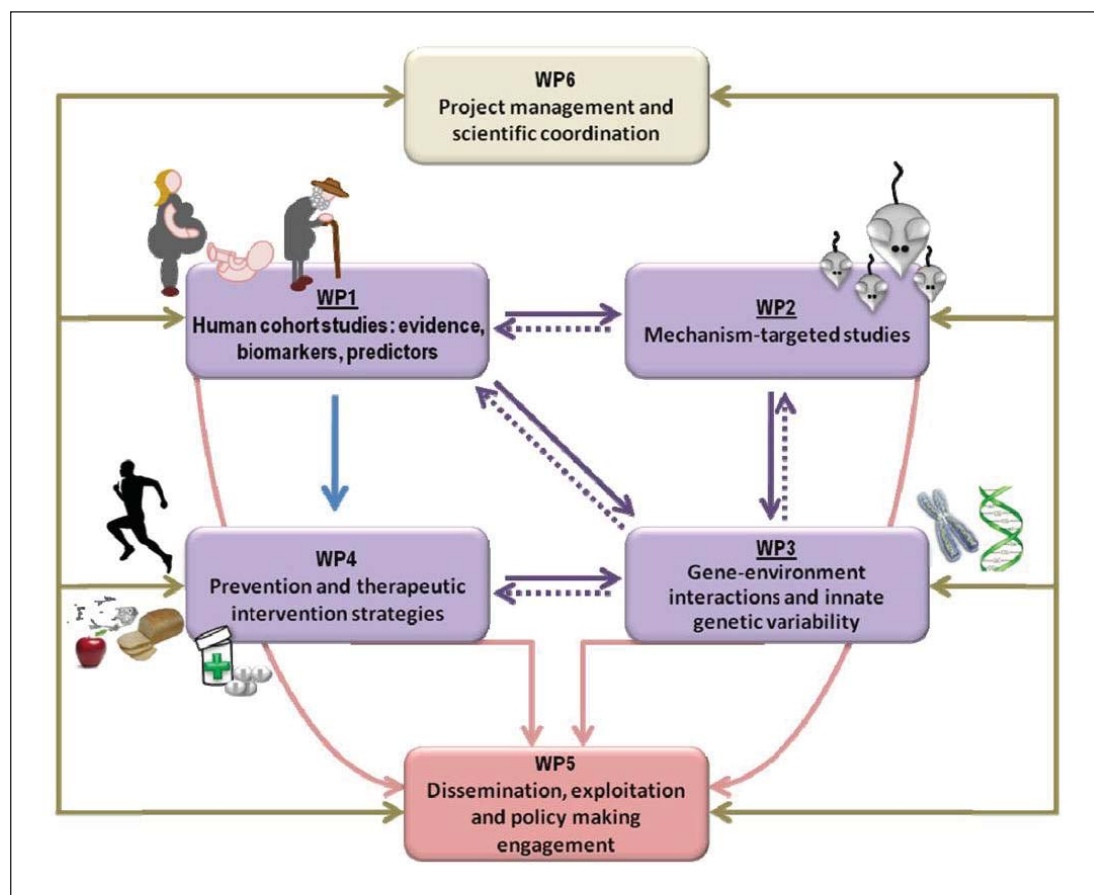 WP6
Project management and
scientific coordination
WP1
Human cohort studies: evidence,
biomarkers, predictors
WP2
Mechanism-targeted studies
WP4
Prevention and therapeutic
intervention strategies
WP3
Gene-environment
interactions and innate
genetic variability
WP5
Dissemination, exploitation
and policy making
engagement